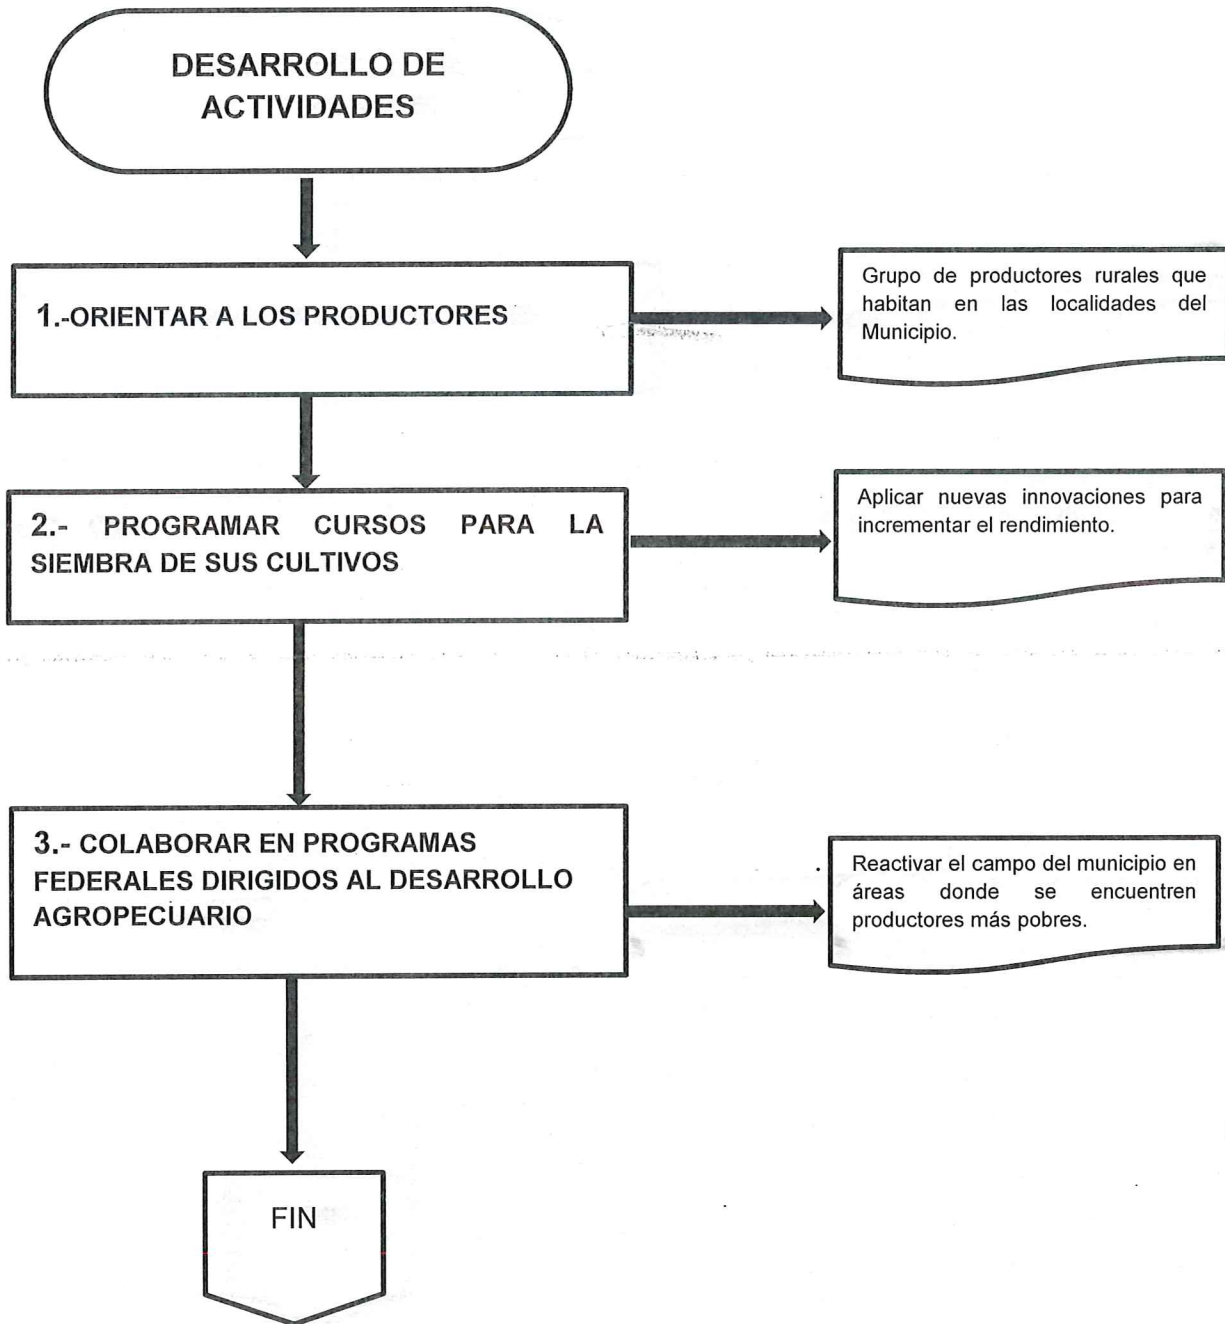 DESARROLLO DE
ACTIVIDADES
1.-ORIENTAR A LOS PRODUCTORES
Grupo de productores rurales que
habitan en las localidades del
Municipio.
2.- PROGRAMAR CURSOS PARA LA
SIEMBRA DE SUS CULTIVOS
Aplicar nuevas innovaciones para
incrementar el rendimiento.
3.- COLABORAR EN PROGRAMAS
FEDERALES DIRIGIDOS AL DESARROLLO
AGROPECUARIO
Reactivar el campo del municipio en
áreas donde se encuentren
productores más pobres.
FIN